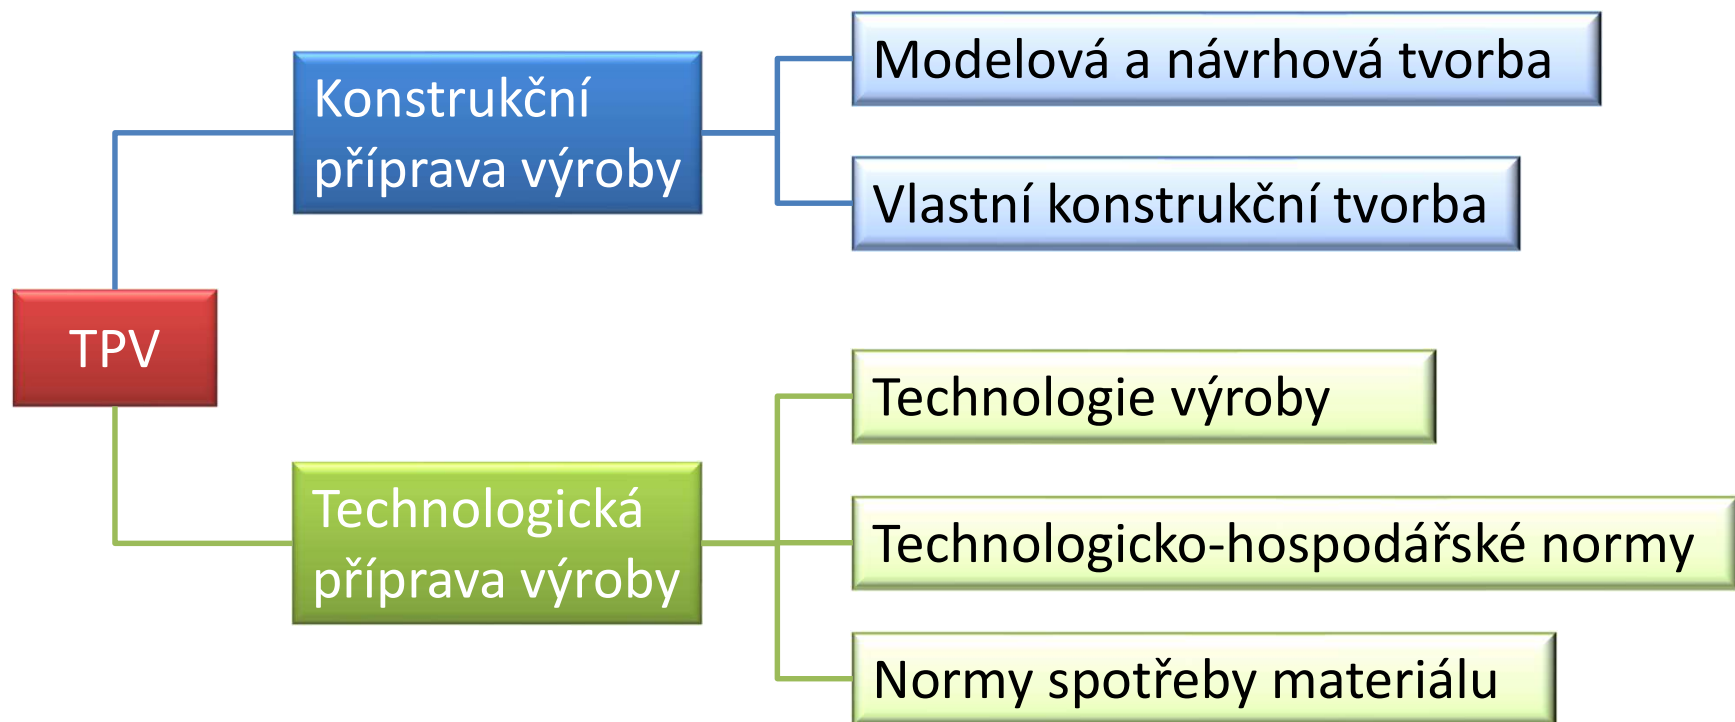 TPV
Konstrukční
příprava výroby
Modelová a návrhová tvorba
Vlastní konstrukční tvorba
Technologická
příprava výroby
Technologie výroby
Technologicko-hospodářské normy
Normy spotřeby materiálu